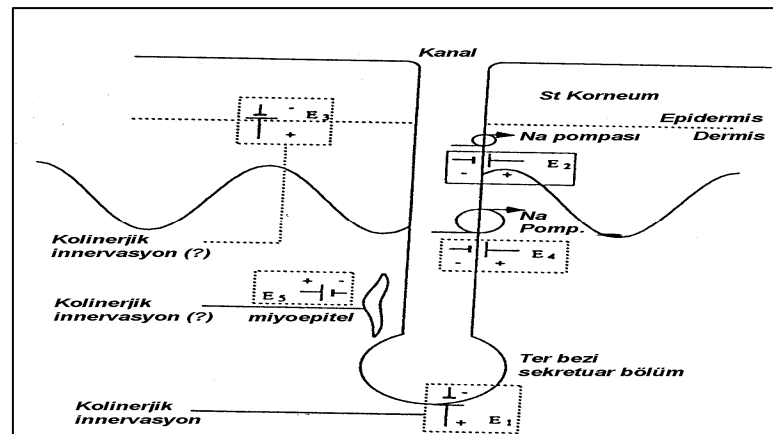 Kanal
- E3
+
St Korneum
Epidermis
Na pompası Dermis
E2
- +
Na
Pomp.
Kolinerjik
innervasyon (?)
E4
- +
+ -
E5
Kolinerjik
innervasyon (?) miyoepitel
Ter bezi
sekretuar bölüm
Kolinerjik
innervasyon
-
+ E1